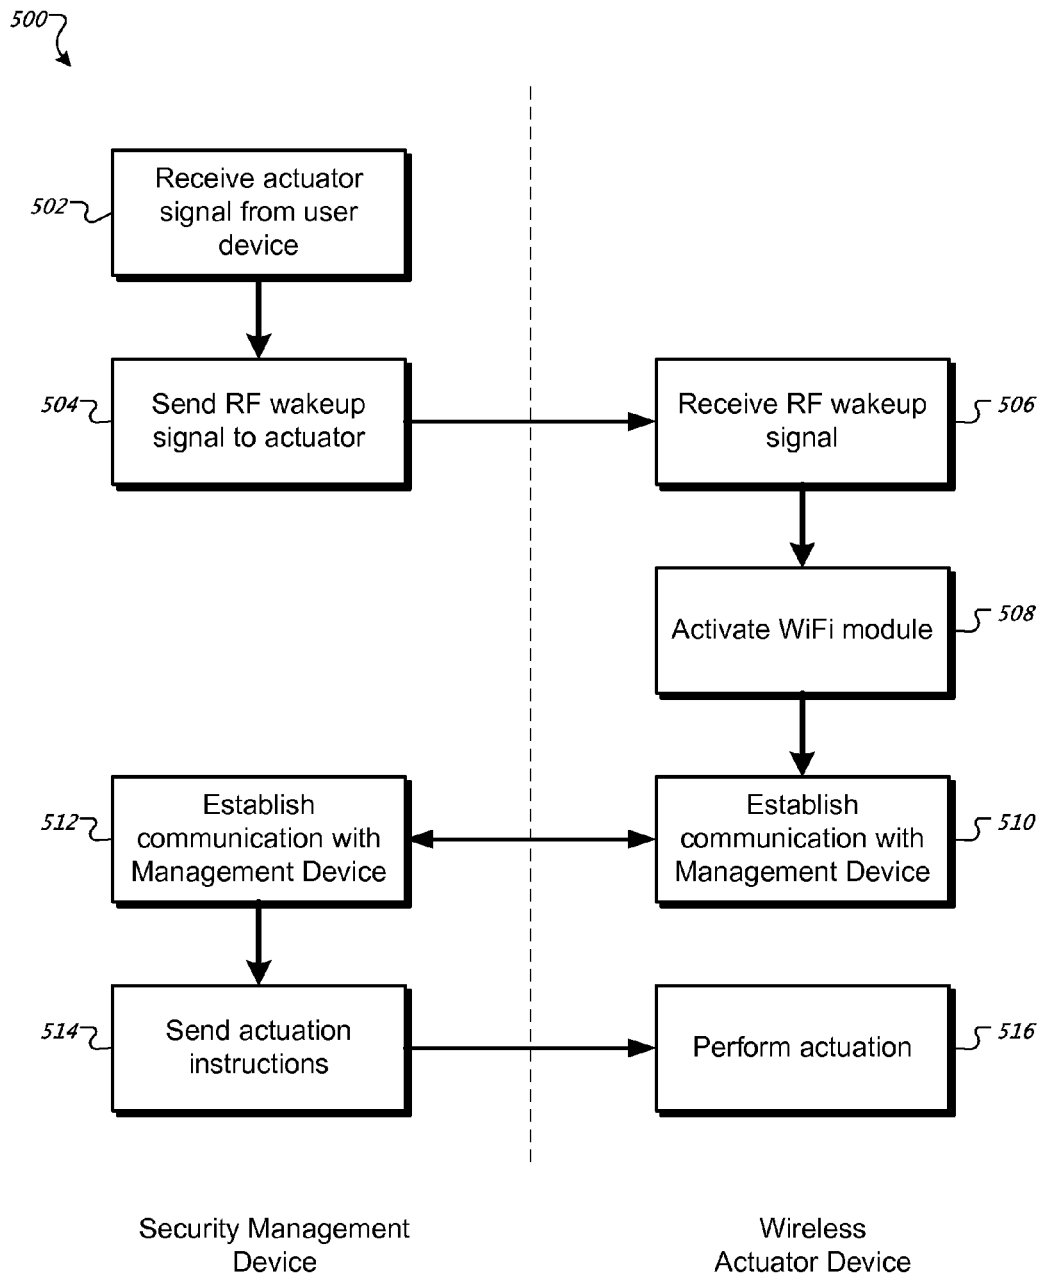 500
502
Receive actuator
signal from user
device
504
Send RF wakeup
signal to actuator
Receive RF wakeup
signal
506
Activate WiFi module
508
512
Establish
communication with
Management Device
Establish
communication with
Management Device
510
514
Send actuation
instructions
Perform actuation
516
Security Management
Device
Wireless
Actuator Device